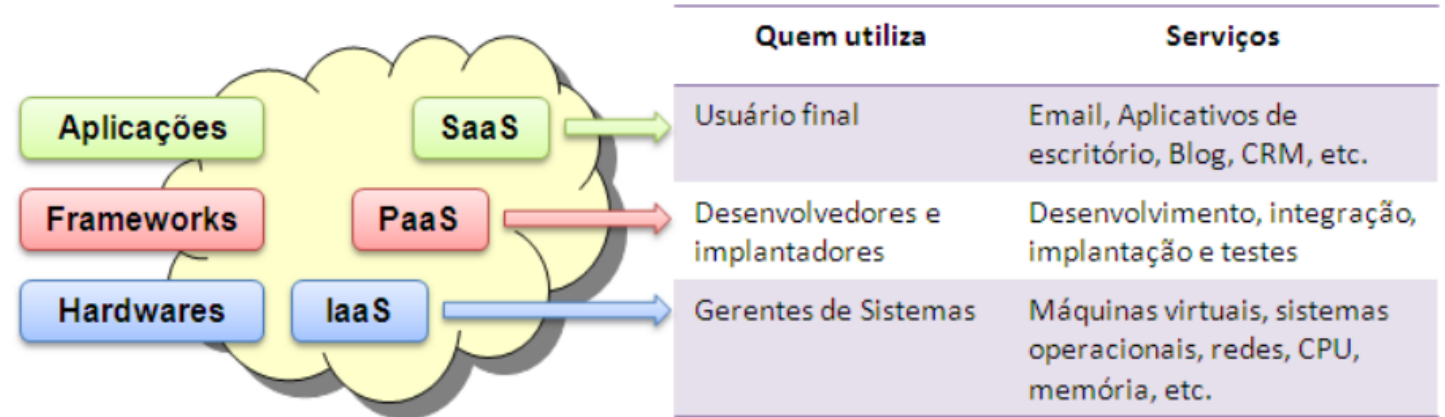 Quem utiliza Serviços
Aplicações SaaS Usuário final Email, Aplicativos de
escritório, Blog, CRM, etc.
Frameworks PaaS Desenvolvedores e Desenvolvimento, integração,
implantadores implantação e testes
Hardwares IaaS Gerentes de Sistemas Máquinas virtuais, sistemas
operacionais, redes, CPU,
memória, etc.